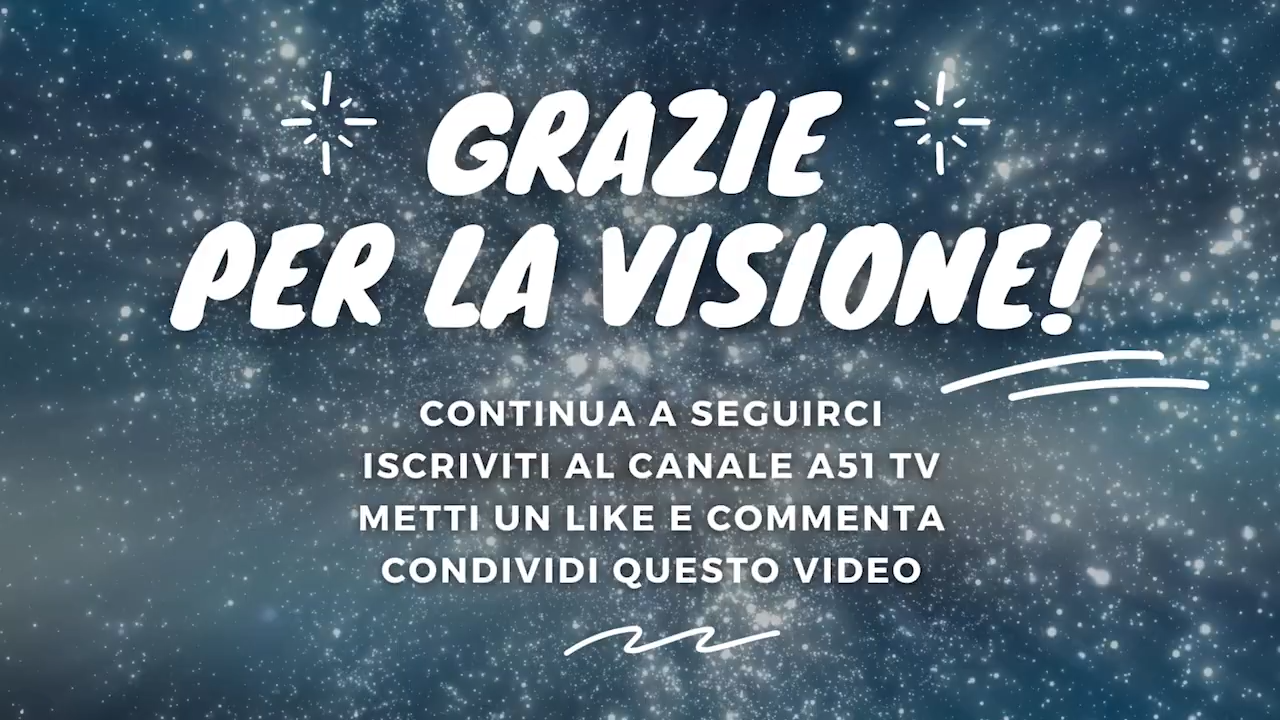 GRAZIE
PER LA VISIONE!
CONTINUA A SEGUIRCI
ISCRIVITI AL CANALE A51 TV
METTI UN LIKE E COMMENTA
CONDIVIDI QUESTO VIDEO